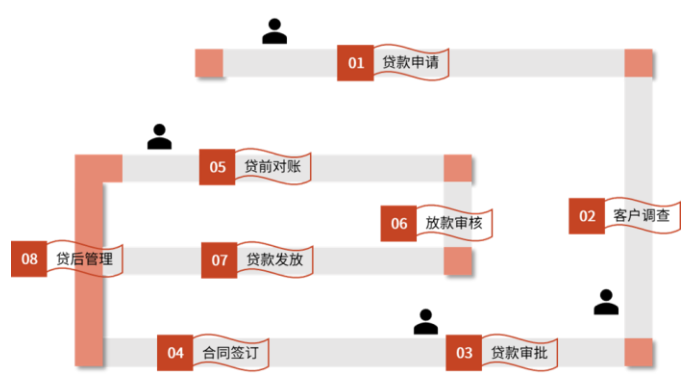 01 贷款申请
02 客户调查
03 贷款审批
04 合同签订
05 贷前对账
06 放款审核
07 贷款发放
08 贷后管理